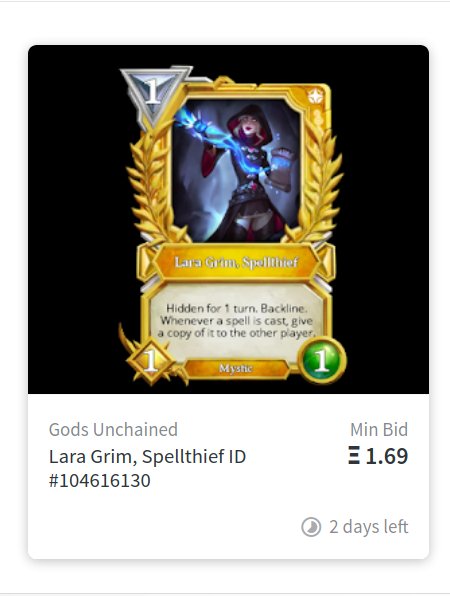 1
Lara Grim, Spellthief
Hidden for 1 turn. Backline.
Whenever a spell is cast, give
a copy of it to the other player.
1
Mystic
1
Gods Unchained
Min Bid
Lara Grim, Spellthief ID
#104616130
Ξ 1.69
2 days left